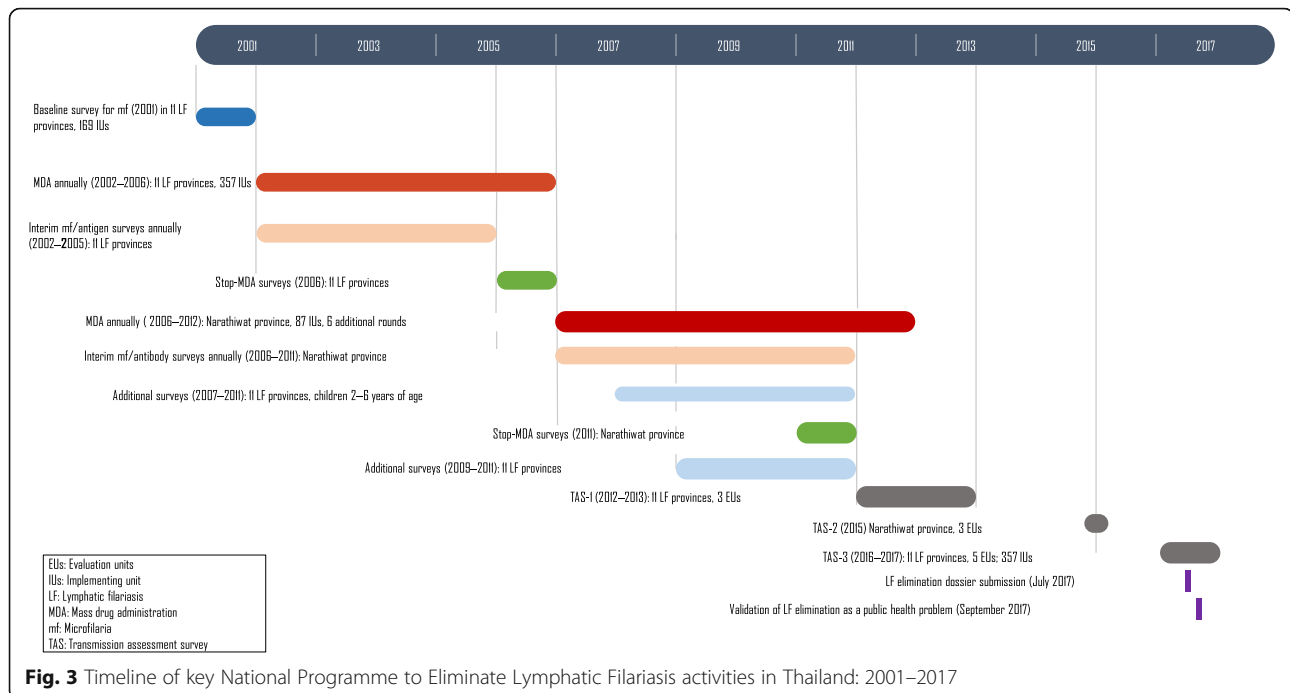 2001 2003 2005 2007 2009 2011 2013 2015 2017
Baseline survey for mf (2001) in 11 LF
provinces, 169 IUs
MDA annually (2002–2006): 11 LF provinces, 357 IUs
Interim mf/antigen surveys annually
(2002–2005): 11 LF provinces
Stop-MDA surveys (2006): 11 LF provinces
MDA annually ( 2006–2012): Narathiwat province, 87 IUs, 6 additional rounds
Interim mf/antibody surveys annually (2006–2011): Narathiwat province
Additional surveys (2007–2011): 11 LF provinces, children 2–6 years of age
Stop-MDA surveys (2011): Narathiwat province
Additional surveys (2009–2011): 11 LF provinces
TAS-1 (2012–2013): 11 LF provinces, 3 EUs
TAS-2 (2015) Narathiwat province, 3 EUs
TAS-3 (2016–2017): 11 LF provinces, 5 EUs; 357 IUs
LF elimination dossier submission (July 2017)
Validation of LF elimination as a public health problem (September 2017)
EUs: Evaluation units
IUs: Implementing unit
LF: Lymphatic filariasis
MDA: Mass drug administration
mf: Microfilaria
TAS: Transmission assessment survey
Fig. 3 Timeline of key National Programme to Eliminate Lymphatic Filariasis activities in Thailand: 2001–2017